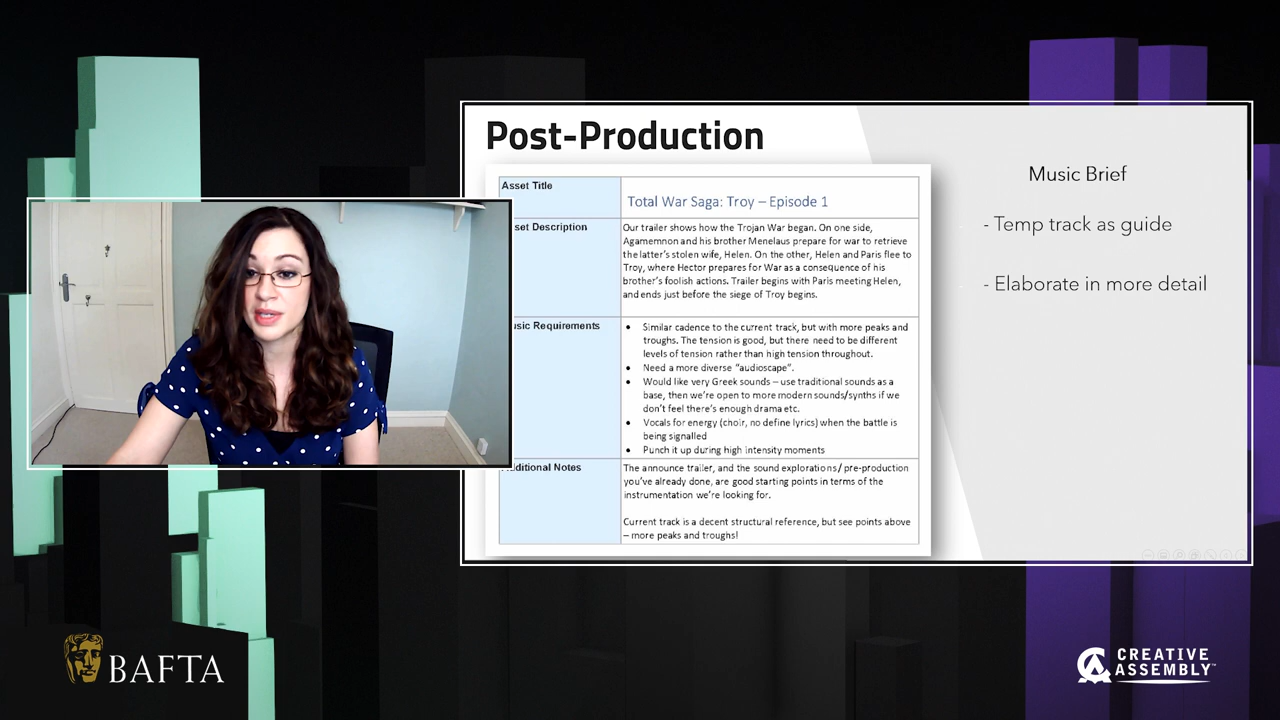 Post-Production
Asset Title
Total War Saga: Troy – Episode 1
set Description
Our trailer shows how the Trojan War began. On one side,
Agamemnon and his brother Menelaus prepare for war to retrieve
the latter's stolen wife, Helen. On the other, Helen and Paris flee to
Troy, where Hector prepares for War as a consequence of his
brother's foolish actions. Trailer begins with Paris meeting Helen,
and ends just before the siege of Troy begins.
usic Requirements
• Similar cadence to the current track, but with more peaks and
troughs. The tension is good, but there need to be different
levels of tension rather than high tension throughout.
• Need a more diverse "audioscape".
• Would like very Greek sounds – use traditional sounds as a
base, then we're open to more modern sounds/synths if we
don't feel there's enough drama etc.
• Vocals for energy (choir, no define lyrics) when the battle is
being signalled
• Punch it up during high intensity moments
dditional Notes
The announce trailer, and the sound explorations/ pre-production
you've already done, are good starting points in terms of the
instrumentation we're looking for.
Current track is a decent structural reference, but see points above
– more peaks and troughs!
Music Brief
- Temp track as guide
- Elaborate in more detail
BAFTA
CREATIVE
ASSEMBLY™